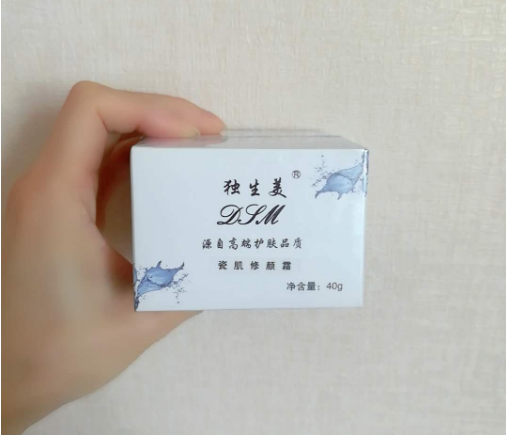 独生美®
DSM
源自高端护肤品质
瓷肌修颜霜
净含量：40g